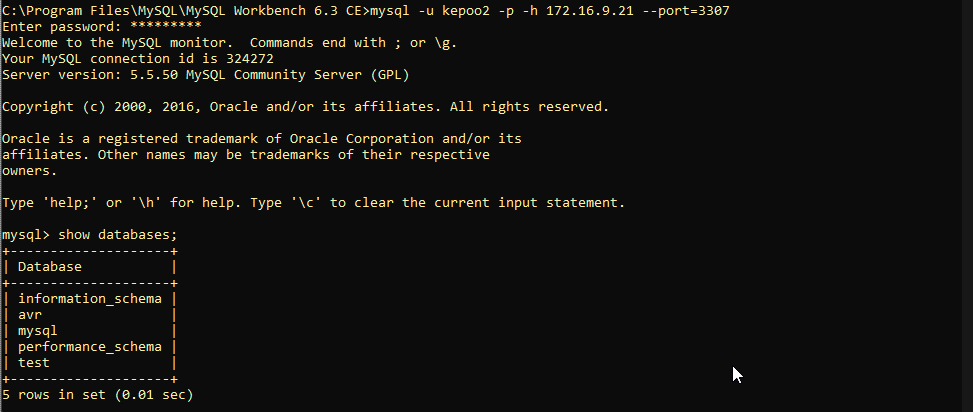 C:\Program Files\MySQL\MySQL Workbench 6.3 CE>mysql -u kepoo2 -p -h 172.16.9.21 --port=3307
Enter password: *********
Welcome to the MySQL monitor.  Commands end with ; or \g.
Your MySQL connection id is 324272
Server version: 5.5.50 MySQL Community Server (GPL)
Copyright (c) 2000, 2016, Oracle and/or its affiliates. All rights reserved.
Oracle is a registered trademark of Oracle Corporation and/or its
affiliates. Other names may be trademarks of their respective
owners.
Type 'help;' or '\h' for help. Type '\c' to clear the current input statement.
mysql> show databases;
+--------------------+
| Database           |
+--------------------+
| information_schema |
| avr                |
| mysql              |
| performance_schema |
| test               |
+--------------------+
5 rows in set (0.01 sec)